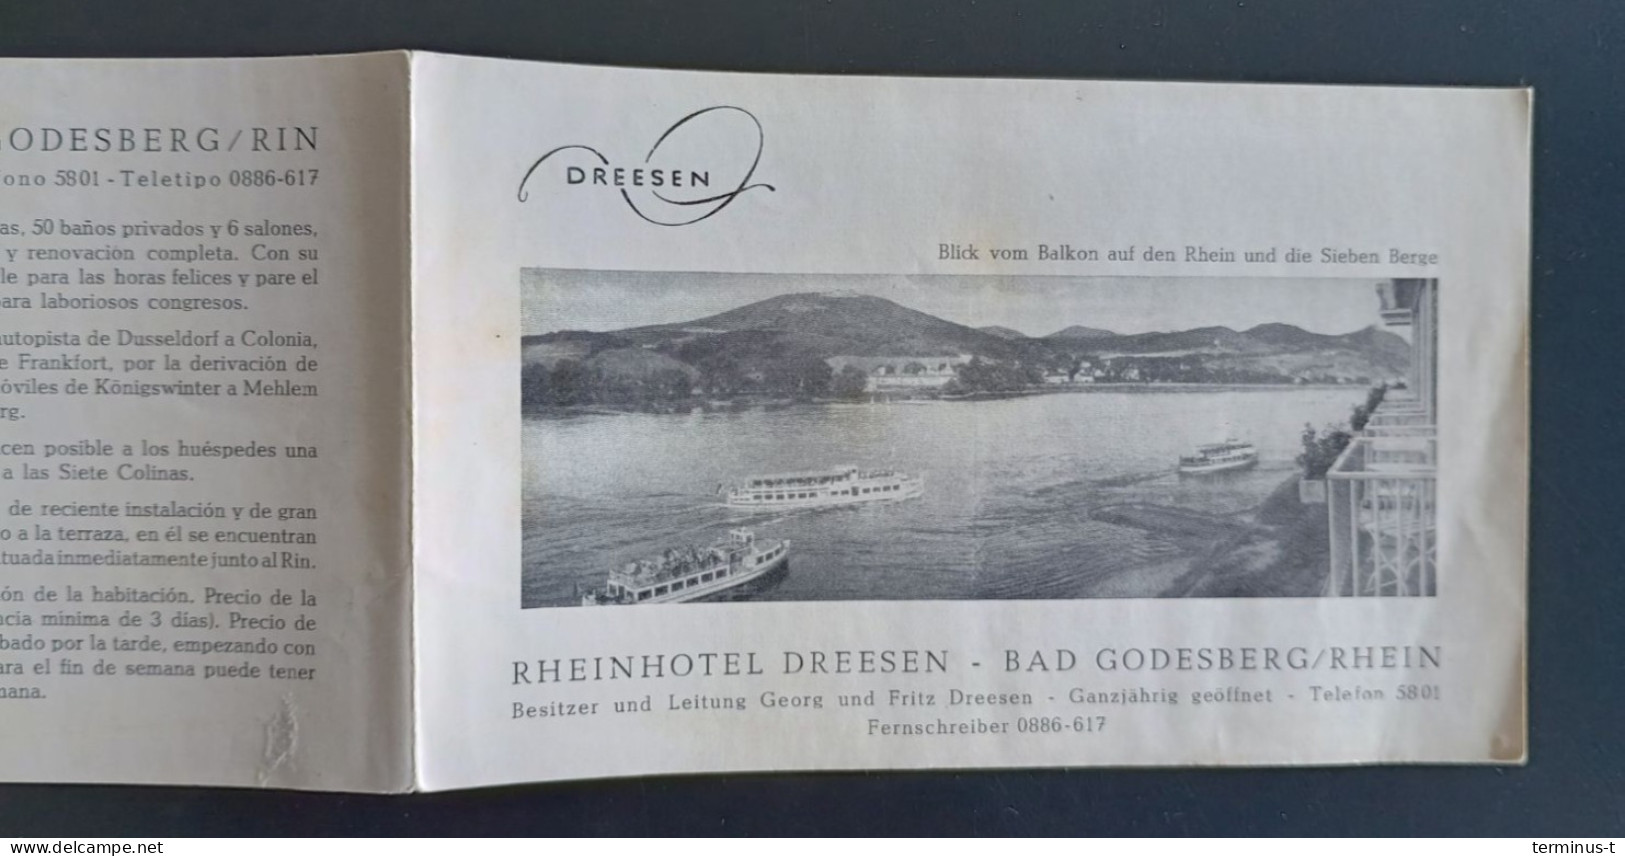 GODESBERG/RIN
fono 5801 - Teletipo 0886-617
as, 50 baños privados y 6 salones,
y renovación completa. Con su
le para las horas felices y pare el
para laboriosos congresos.
autopista de Dusseldorf a Colonia,
e Frankfort, por la derivación de
óviles de Königswinter a Mehlem
rg.
cen posible a los huéspedes una
a las Siete Colinas.
de reciente instalación y de gran
o a la terraza, en él se encuentran
tuada inmediatamente junto al Rin.
ón de la habitación. Precio de la
ncia mínima de 3 días). Precio de
bado por la tarde, empezando con
ara el fin de semana puede tener
mana.
DREESEN
Blick vom Balkon auf den Rhein und die Sieben Berge
RHEINHOTEL DREESEN - BAD GODESBERG/RHEIN
Besitzer und Leitung Georg und Fritz Dreesen - Ganzjährig geöffnet - Telefon 5801
Fernschreiber 0886-617
www.delcampe.net
terminus-t